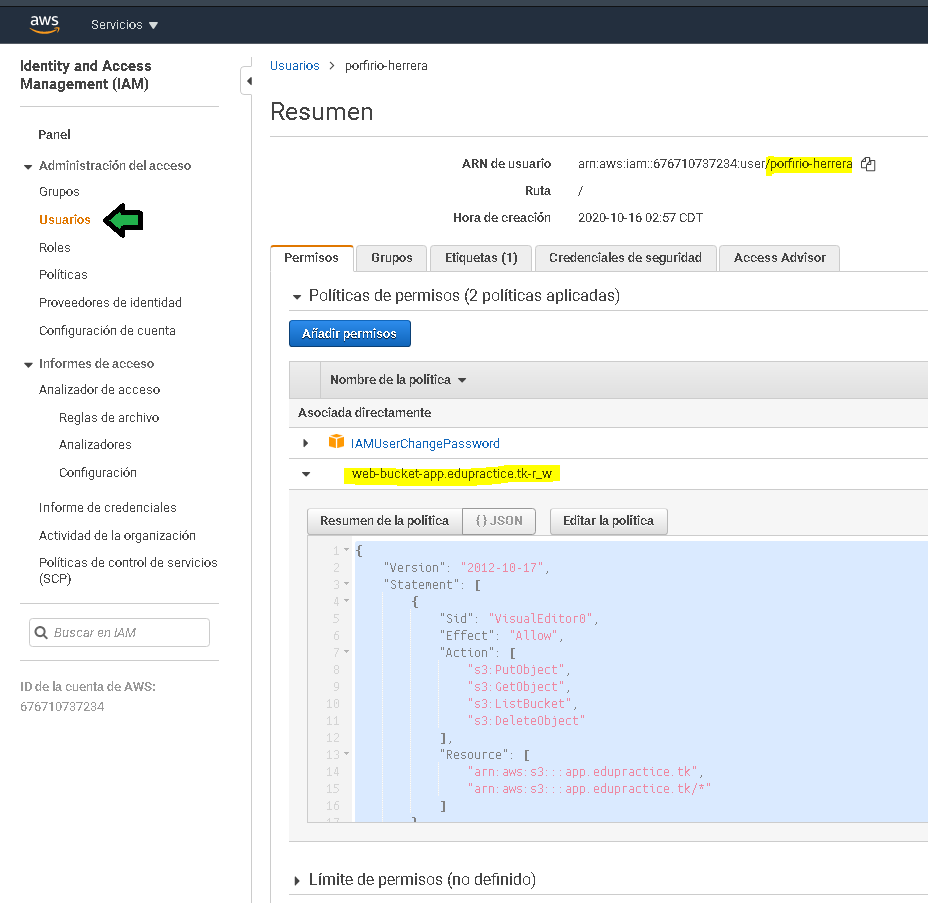 aws Servicios
Identity and Access
Management (IAM)
Panel
Administración del acceso
Grupos
Usuarios
Roles
Políticas
Proveedores de identidad
Configuración de cuenta
Informes de acceso
Analizador de acceso
Reglas de archivo
Analizadores
Configuración
Informe de credenciales
Actividad de la organización
Políticas de control de servicios
(SCP)
Buscar en IAM
ID de la cuenta de AWS:
676710737234
Usuarios > porfirio-herrera
Resumen
ARN de usuario arn:aws:iam::676710737234:user/porfirio-herrera
Ruta /
Hora de creación 2020-10-16 02:57 CDT
Permisos Grupos Etiquetas (1) Credenciales de seguridad Access Advisor
Políticas de permisos (2 políticas aplicadas)
Añadir permisos
Nombre de la política
Asociada directamente
IAMUserChangePassword
web-bucket-app.edupractice.tk-r_w
Resumen de la política {} JSON Editar la política
1 {
2 "Version": "2012-10-17",
3 "Statement": [
4 {
5 "Sid": "VisualEditor0",
6 "Effect": "Allow",
7 "Action": [
8 "s3:PutObject",
9 "s3:GetObject",
10 "s3:ListBucket",
11 "s3:DeleteObject"
12 ],
13 "Resource": [
14 "arn:aws:s3:::app.edupractice.tk",
15 "arn:aws:s3:::app.edupractice.tk/*"
16 ]
17 }
Límite de permisos (no definido)